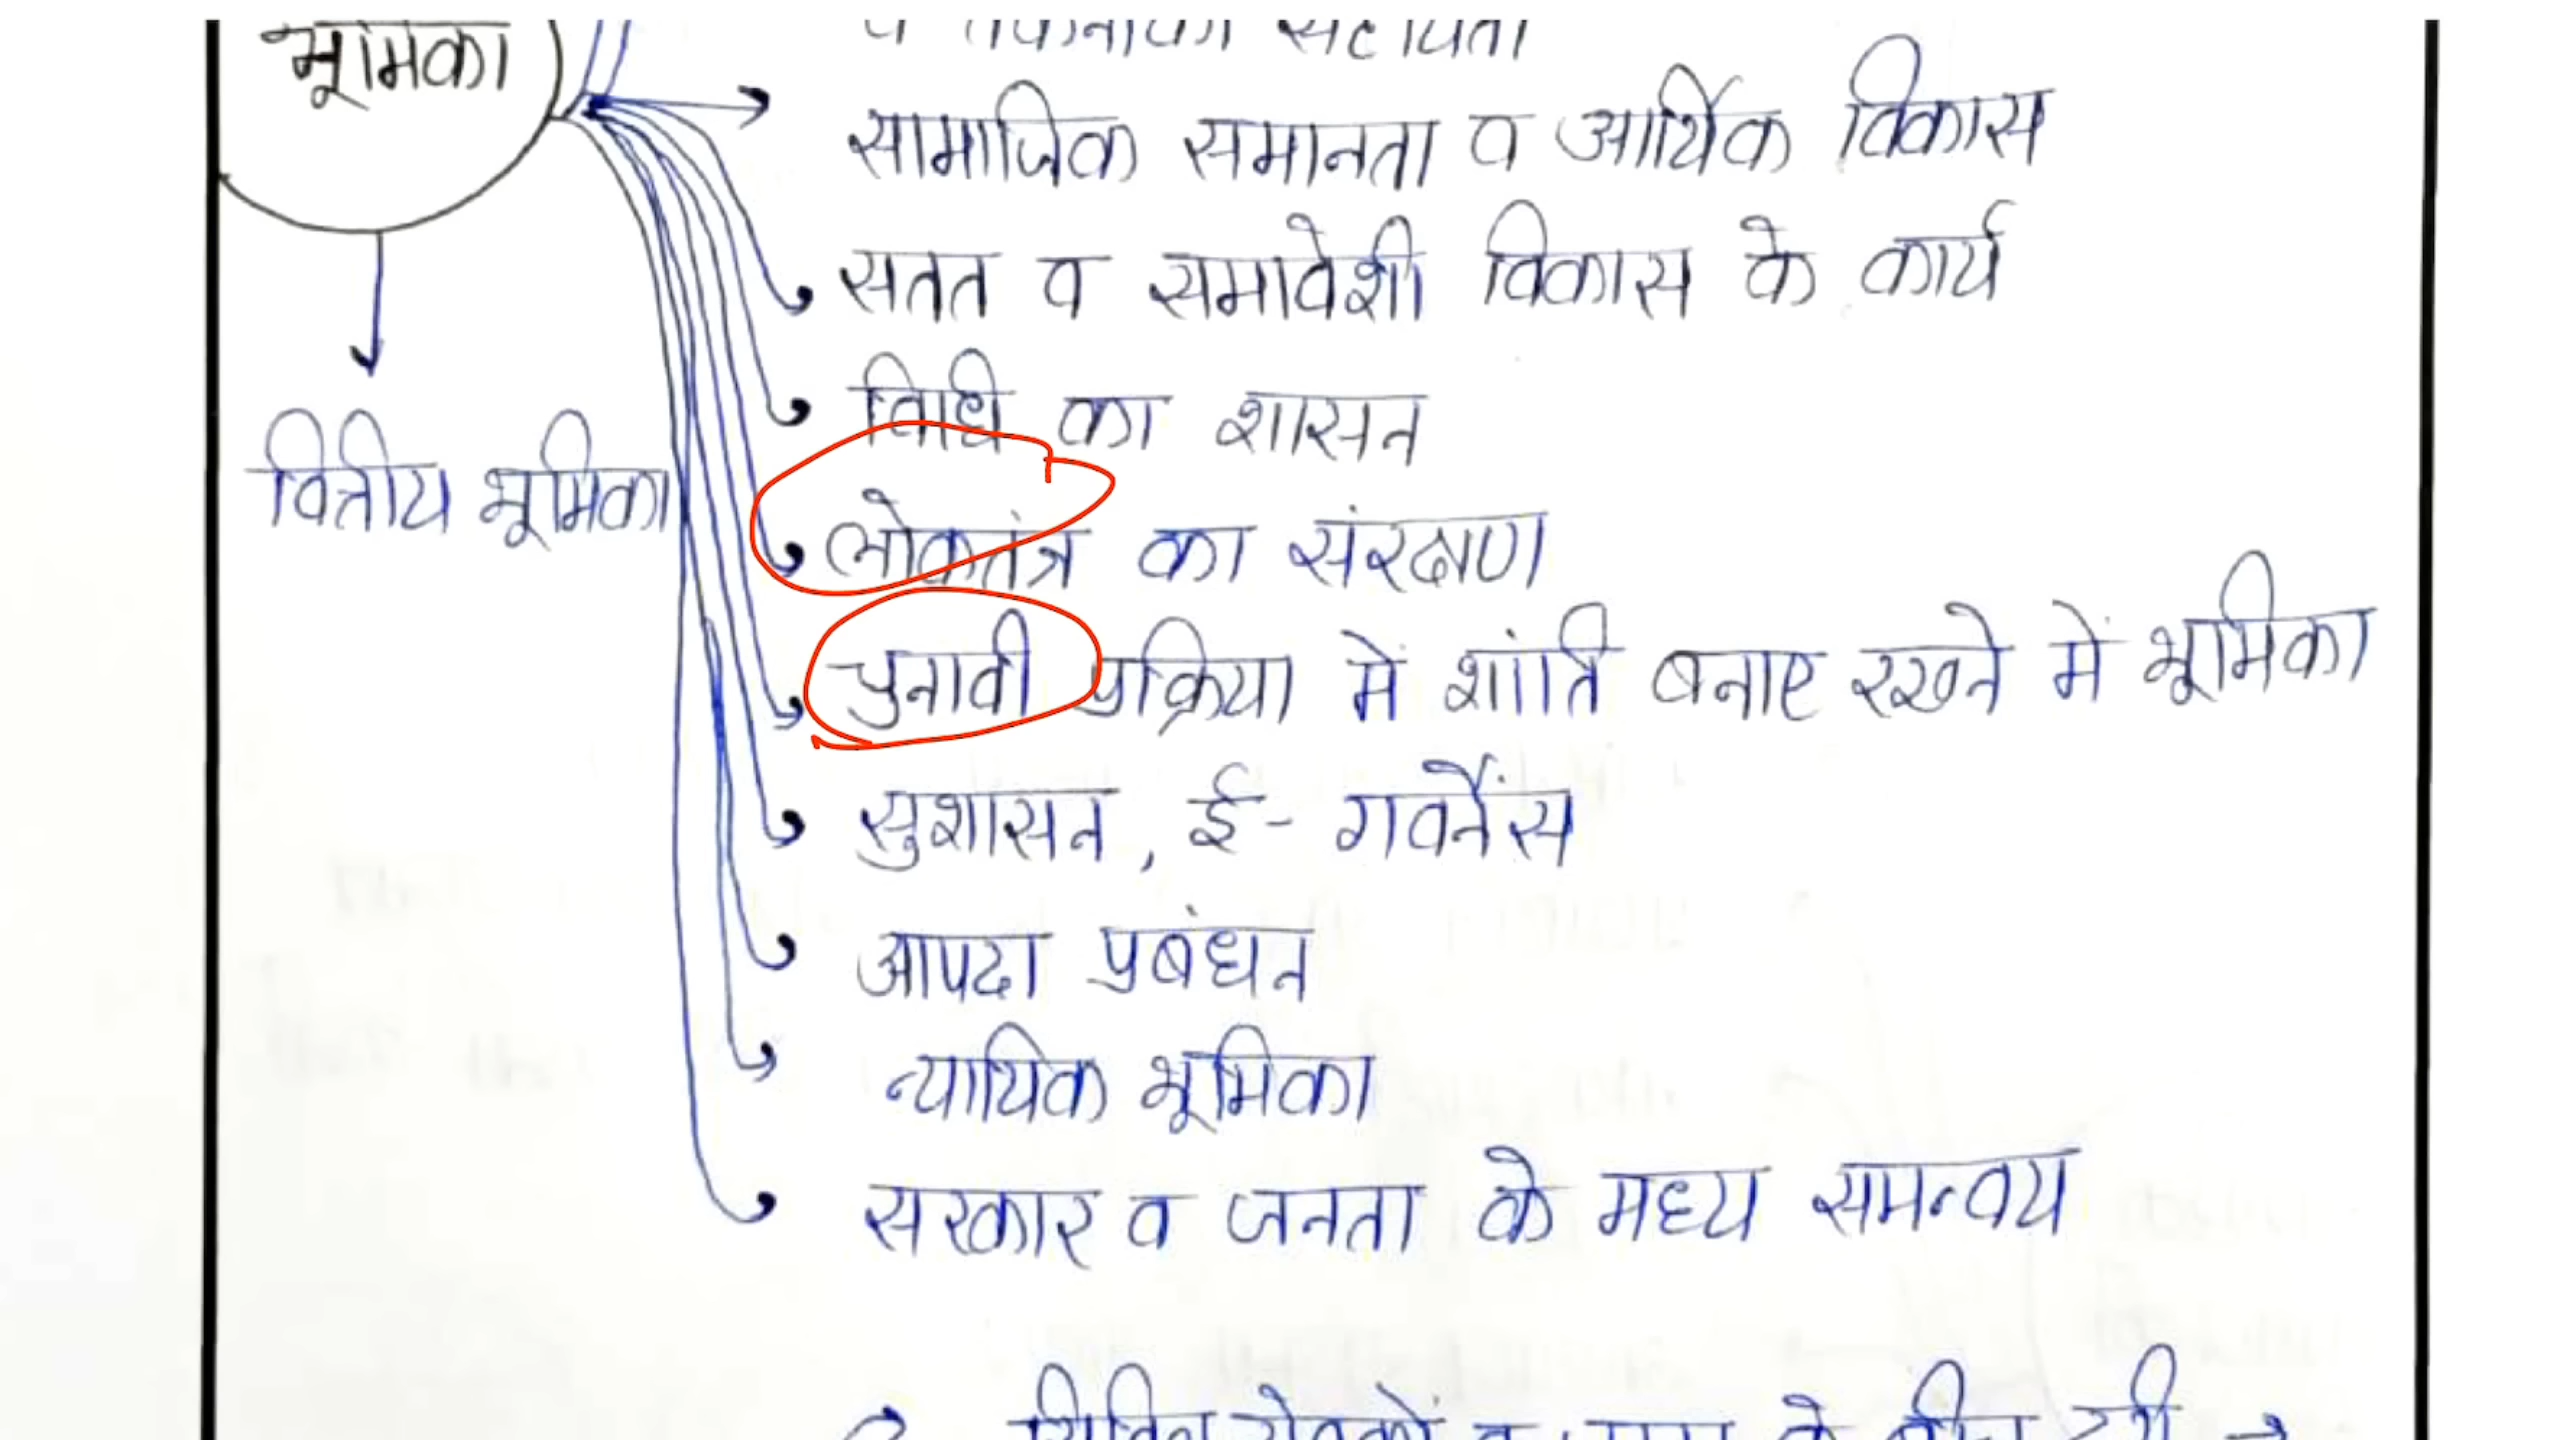 भूमिका
सामाजिक समानता व आर्थिक विकास
सतत व समावेशी विकास के कार्य
विधि का शासन
वित्तीय भूमिका
लोकतंत्र का संरक्षण
चुनावी प्रक्रिया में शांति बनाए रखने में भूमिका
सुशासन, ई- गवर्नेंस
आपदा प्रबंधन
न्यायिक भूमिका
सरकार व जनता के मध्य समन्वय